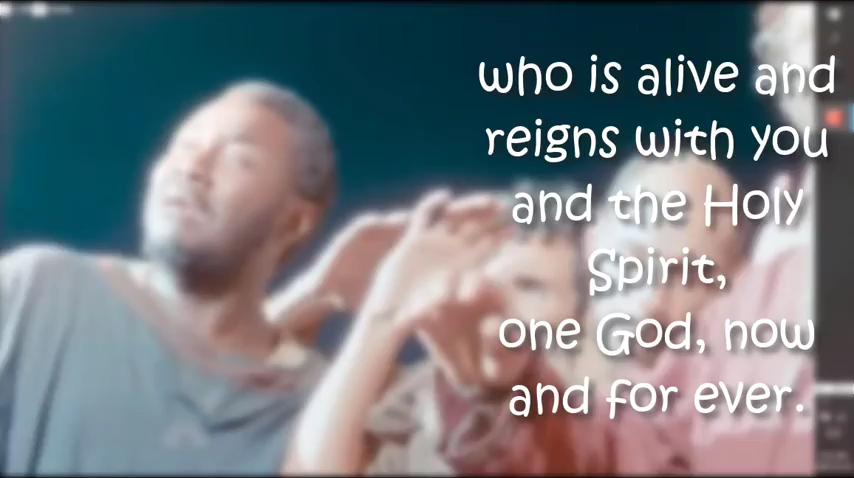 who is alive and
reigns with you
and the Holy
Spirit,
one God, now
and for ever.